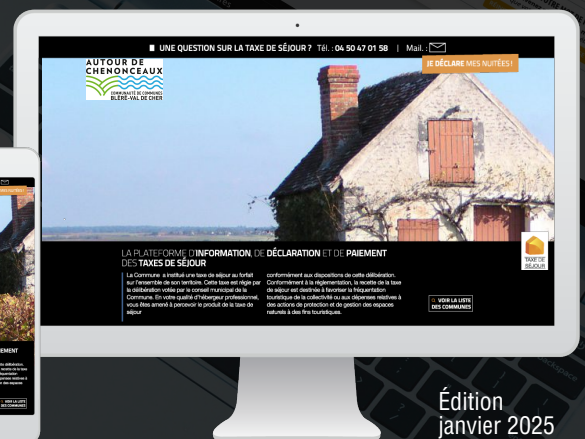 UNE QUESTION SUR LA TAXE DE SÉJOUR ? Tél. : 04 50 47 01 58 | Mail. :
JE DÉCLARE MES NUITÉES !
AUTOUR DE
CHENONCEAUX
COMMUNAUTÉ DE COMMUNES
BLÉRÉ-VAL DE CHER
LA PLATEFORME D'INFORMATION, DE DÉCLARATION ET DE PAIEMENT
DES TAXES DE SÉJOUR
La Commune a institué une taxe de séjour au forfait
sur l'ensemble de son territoire. Cette taxe est régie par
la délibération votée par le conseil municipal de la
Commune. En votre qualité d'hébergeur professionnel,
vous êtes amené à percevoir le produit de la taxe de
séjour
conformément aux dispositions de cette délibération.
Conformément à la réglementation, la recette de la taxe
de séjour est destinée à favoriser la fréquentation
touristique de la collectivité ou aux dépenses relatives à
des actions de protection et de gestion des espaces
naturels à des fins touristiques.
TAXE DE
SÉJOUR
VOIR LA LISTE
DES COMMUNES
EMENT
VOIR LA LISTE
DES COMMUNES
Édition
janvier 2025